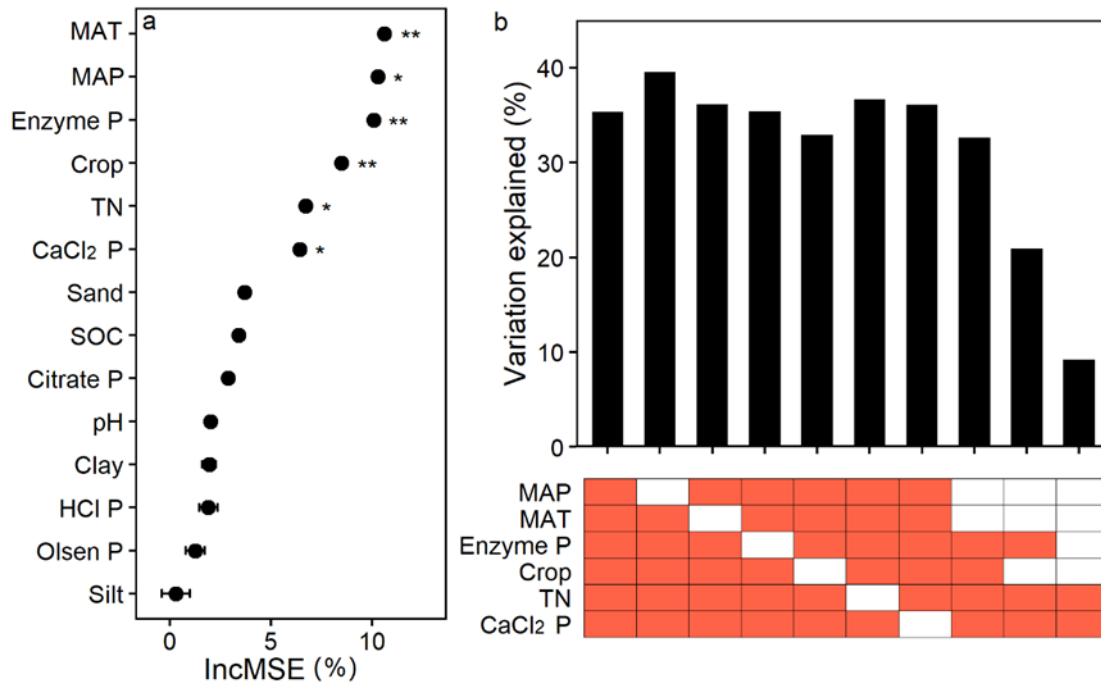 a
MAT **
MAP *
Enzyme P **
Crop **
TN *
CaCl₂ P *
Sand
SOC
Citrate P
pH
Clay
HCl P
Olsen P
Silt
0 5 10
IncMSE (%)
b
Variation explained (%)
40
30
20
10
0
MAP
MAT
Enzyme P
Crop
TN
CaCl₂ P